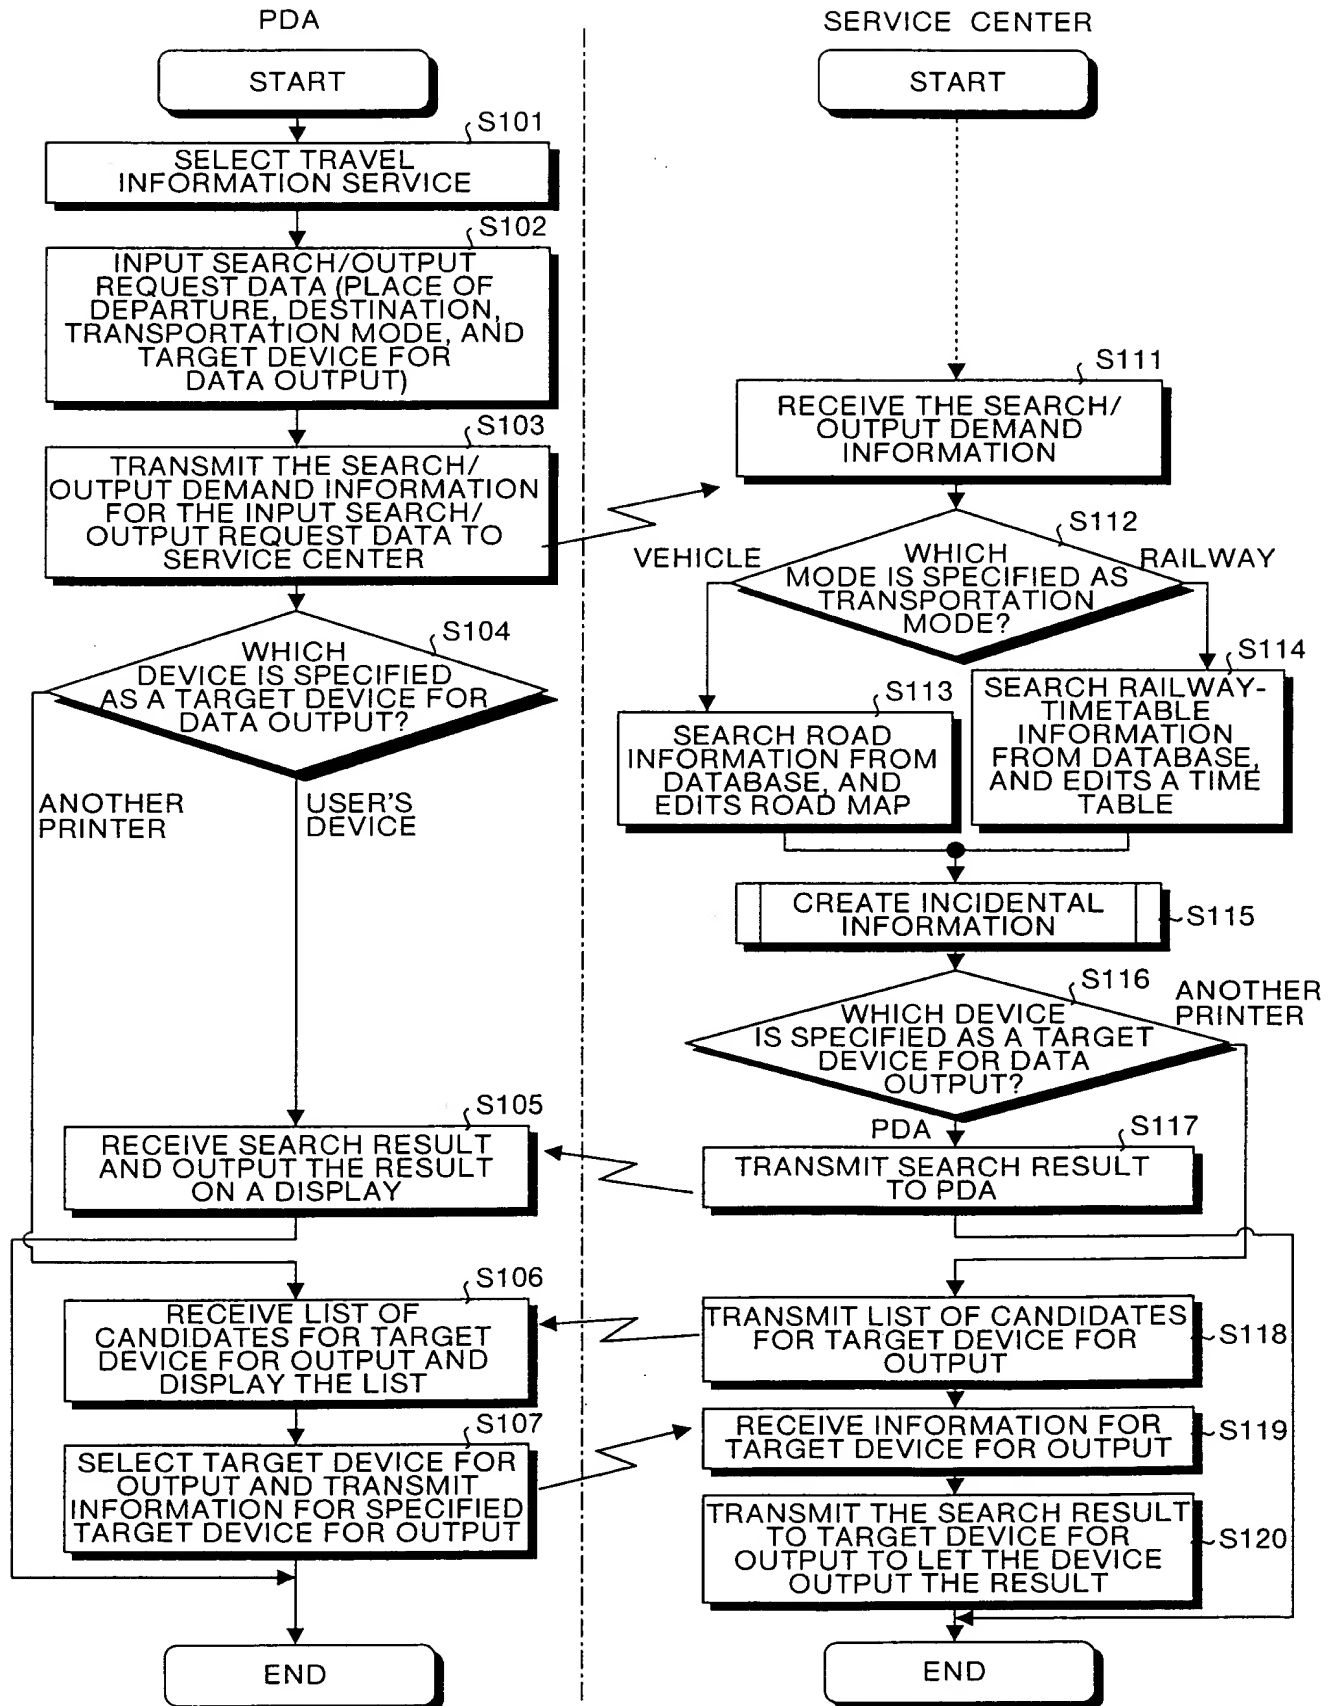 PDA
START
S101
SELECT TRAVEL
INFORMATION SERVICE
S102
INPUT SEARCH/OUTPUT
REQUEST DATA (PLACE OF
DEPARTURE, DESTINATION,
TRANSPORTATION MODE, AND
TARGET DEVICE FOR
DATA OUTPUT)
S103
TRANSMIT THE SEARCH/
OUTPUT DEMAND INFORMATION
FOR THE INPUT SEARCH/
OUTPUT REQUEST DATA TO
SERVICE CENTER
S104
WHICH
DEVICE IS SPECIFIED
AS A TARGET DEVICE FOR
DATA OUTPUT?
ANOTHER
PRINTER
USER'S
DEVICE
S105
RECEIVE SEARCH RESULT
AND OUTPUT THE RESULT
ON A DISPLAY
S106
RECEIVE LIST OF
CANDIDATES FOR TARGET
DEVICE FOR OUTPUT AND
DISPLAY THE LIST
S107
SELECT TARGET DEVICE FOR
OUTPUT AND TRANSMIT
INFORMATION FOR SPECIFIED
TARGET DEVICE FOR OUTPUT
END
SERVICE CENTER
START
S111
RECEIVE THE SEARCH/
OUTPUT DEMAND
INFORMATION
S112
VEHICLE
WHICH
MODE IS SPECIFIED AS
TRANSPORTATION
MODE?
RAILWAY
S113
SEARCH ROAD
INFORMATION FROM
DATABASE, AND
EDITS ROAD MAP
S114
SEARCH RAILWAY-
TIMETABLE
INFORMATION
FROM DATABASE,
AND EDITS A TIME
TABLE
CREATE INCIDENTAL
INFORMATION
S115
S116
WHICH DEVICE
IS SPECIFIED AS A TARGET
DEVICE FOR DATA
OUTPUT?
ANOTHER
PRINTER
PDA
S117
TRANSMIT SEARCH RESULT
TO PDA
TRANSMIT LIST OF CANDIDATES
FOR TARGET DEVICE FOR
OUTPUT
S118
RECEIVE INFORMATION FOR
TARGET DEVICE FOR OUTPUT
S119
TRANSMIT THE SEARCH RESULT
TO TARGET DEVICE FOR
OUTPUT TO LET THE DEVICE
OUTPUT THE RESULT
S120
END